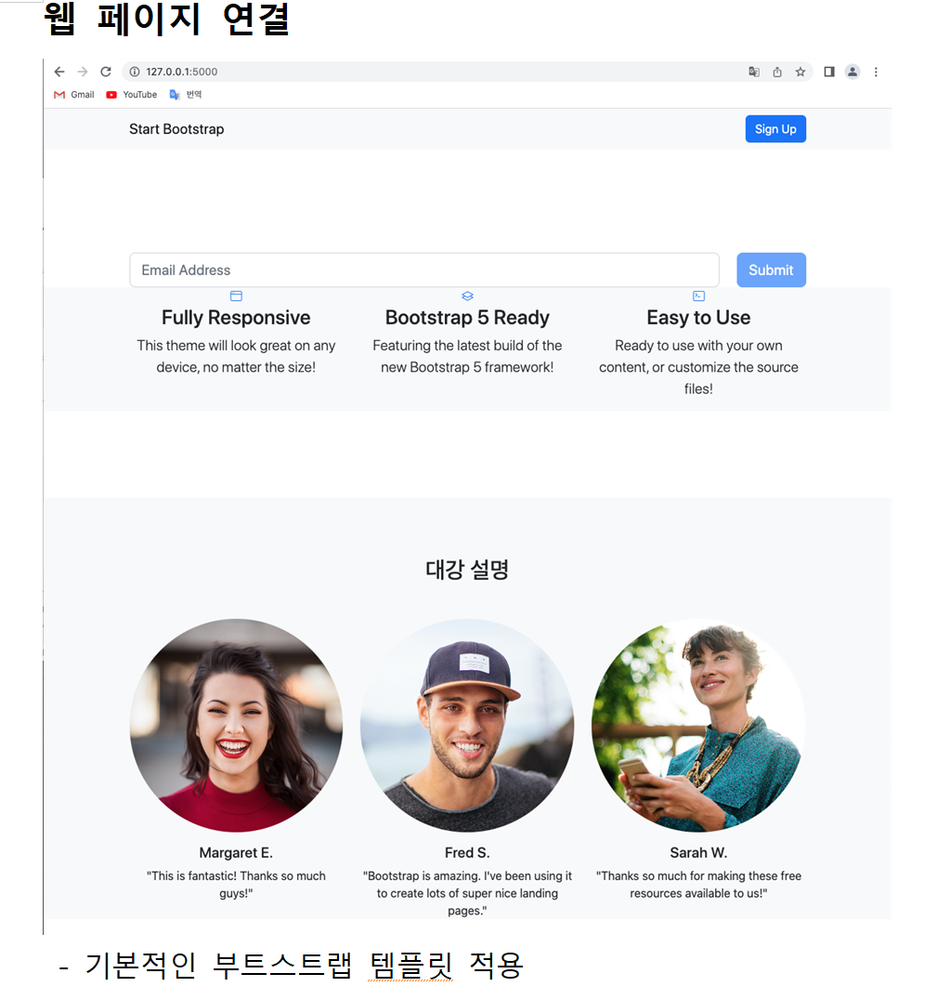 웹 페이지 연결
127.0.0.1:5000
Gmail YouTube 번역
Start Bootstrap Sign Up
Email Address Submit
Fully Responsive
This theme will look great on any
device, no matter the size!
Bootstrap 5 Ready
Featuring the latest build of the
new Bootstrap 5 framework!
Easy to Use
Ready to use with your own
content, or customize the source
files!
대강 설명
Margaret E.
"This is fantastic! Thanks so much
guys!"
Fred S.
"Bootstrap is amazing. I've been using it
to create lots of super nice landing
pages."
Sarah W.
"Thanks so much for making these free
resources available to us!"
- 기본적인 부트스트랩 템플릿 적용